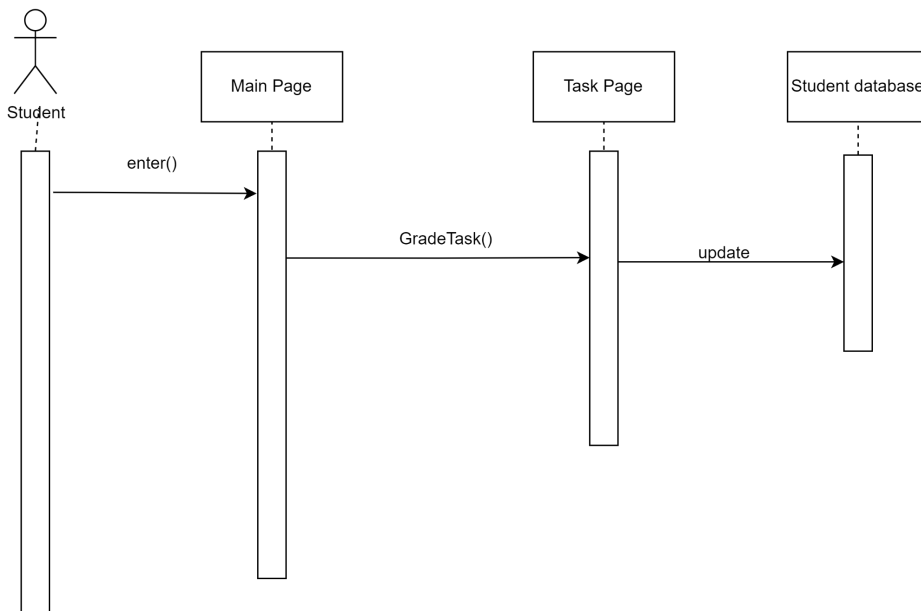 Main Page
Task Page
Student database
Student
enter()
GradeTask()
update